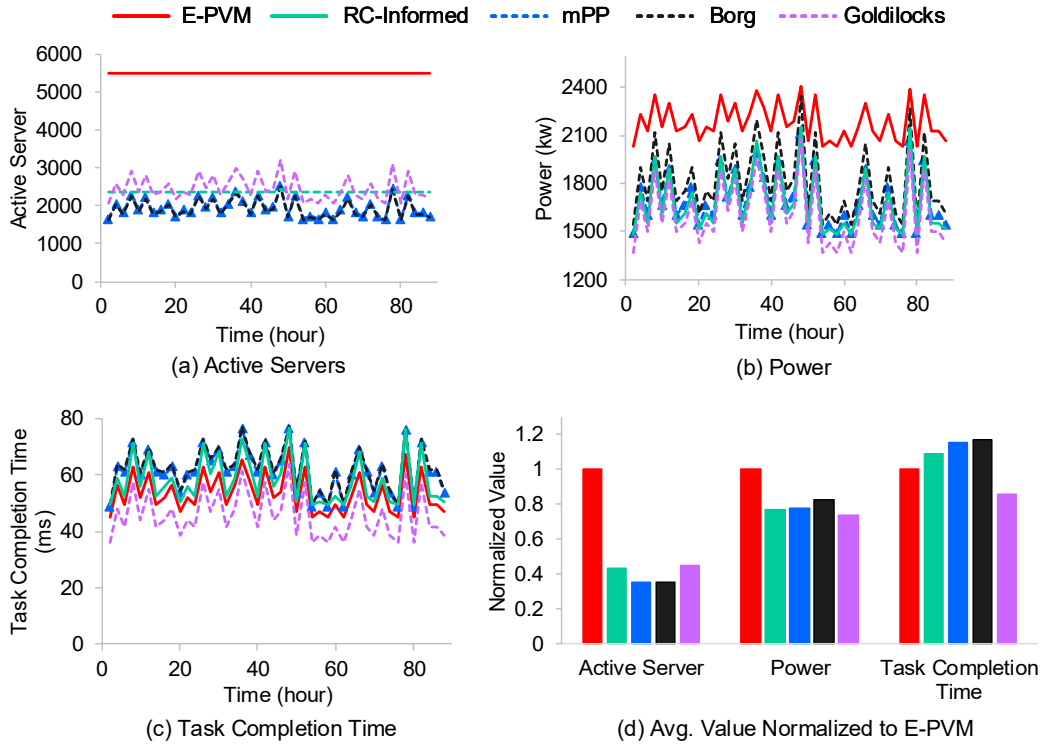 E-PVM RC-Informed mPP Borg Goldilocks
6000
5000
4000
3000
2000
1000
0
Active Server
0 20 40 60 80
Time (hour)
(a) Active Servers
2400
2100
1800
1500
1200
Power (kw)
0 20 40 60 80
Time (hour)
(b) Power
80
60
40
20
0
Task Completion Time
(ms)
0 20 40 60 80
Time (hour)
(c) Task Completion Time
1.2
1
0.8
0.6
0.4
0.2
0
Normalized Value
Active Server Power Task Completion
Time
(d) Avg. Value Normalized to E-PVM